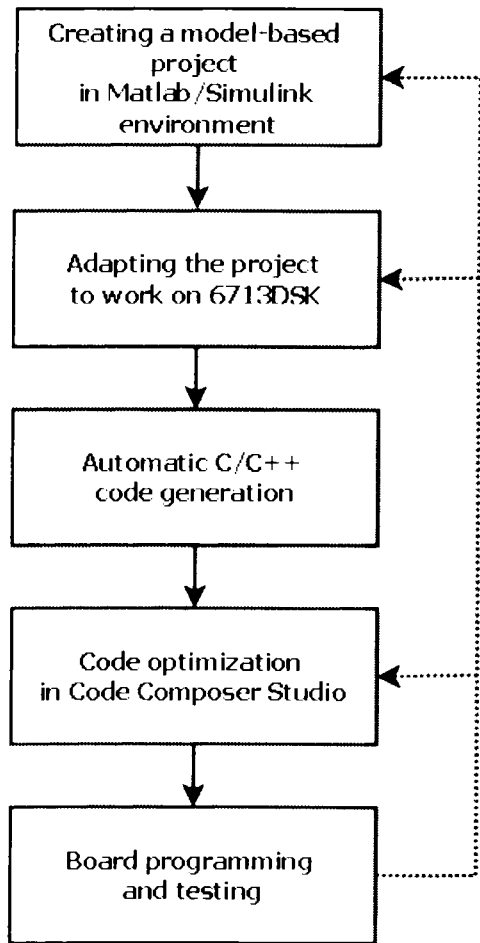 Creating a model-based
project
in Matlab/Simulink
environment
Adapting the project
to work on 6713DSK
Automatic C/C++
code generation
Code optimization
in Code Composer Studio
Board programming
and testing